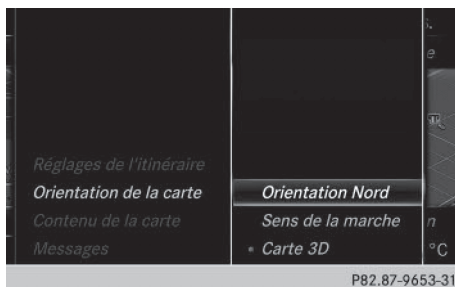 Réglages de l'itinéraire
Orientation de la carte
Orientation Nord
Contenu de la carte
Sens de la marche
Messages
• Carte 3D
°C
P82.87-9653-31